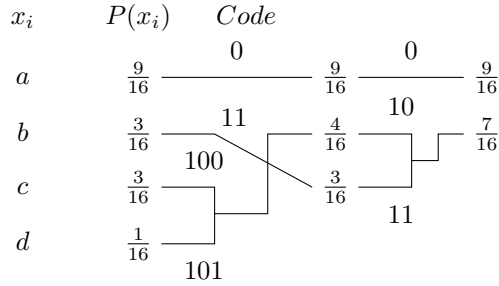 x_i P(x_i) Code
0 0
a 9/16 9/16 9/16
11 10
b 3/16 4/16 7/16
100
c 3/16 3/16
11
d 1/16
101